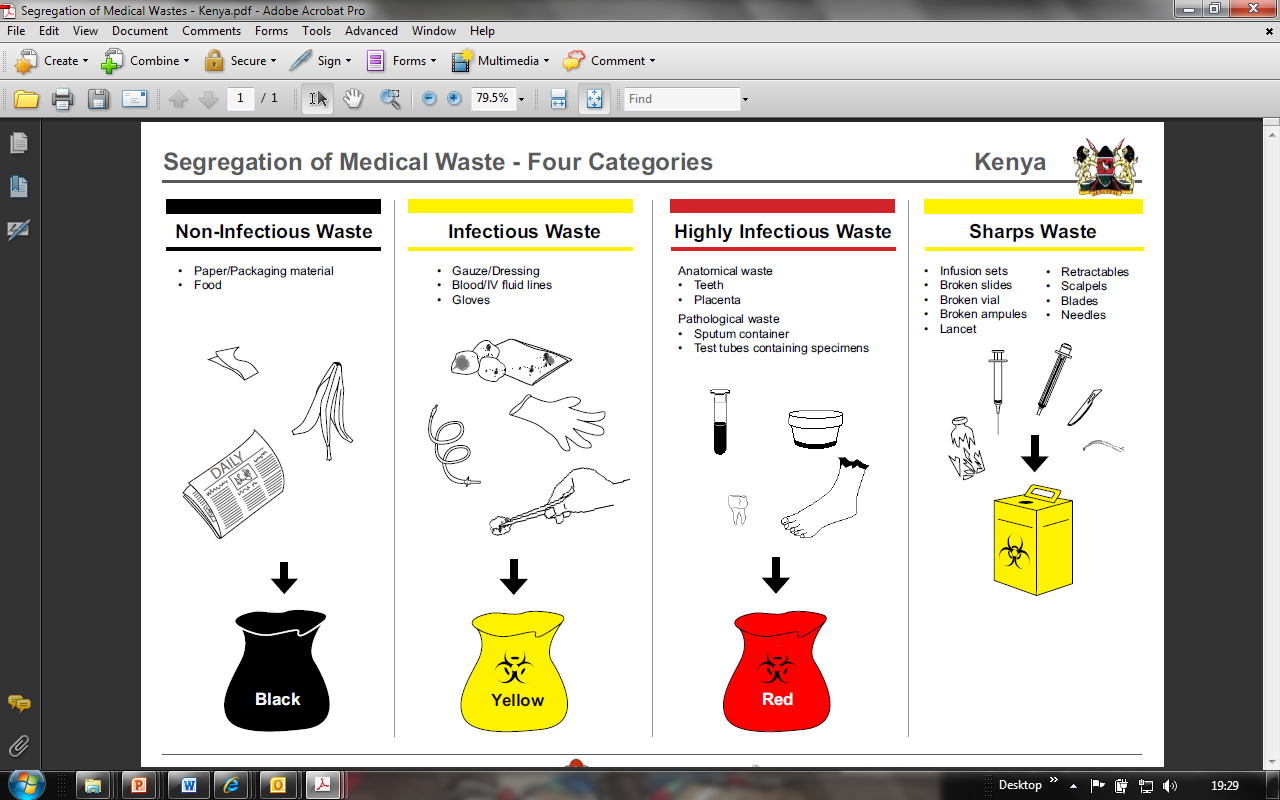 Segregation of Medical Wastes - Kenya.pdf - Adobe Acrobat Pro
File Edit View Document Comments Forms Tools Advanced Window Help
Create Combine Secure Sign Forms Multimedia Comment
1 / 1 79.5% Find
Segregation of Medical Waste - Four Categories Kenya
Non-Infectious Waste
• Paper/Packaging material
• Food
DAILY
Black
Infectious Waste
• Gauze/Dressing
• Blood/IV fluid lines
• Gloves
Yellow
Highly Infectious Waste
Anatomical waste
• Teeth
• Placenta
Pathological waste
• Sputum container
• Test tubes containing specimens
Red
Sharps Waste
• Infusion sets
• Broken slides
• Broken vial
• Broken ampules
• Lancet
• Retractables
• Scalpels
• Blades
• Needles
Desktop 19:29